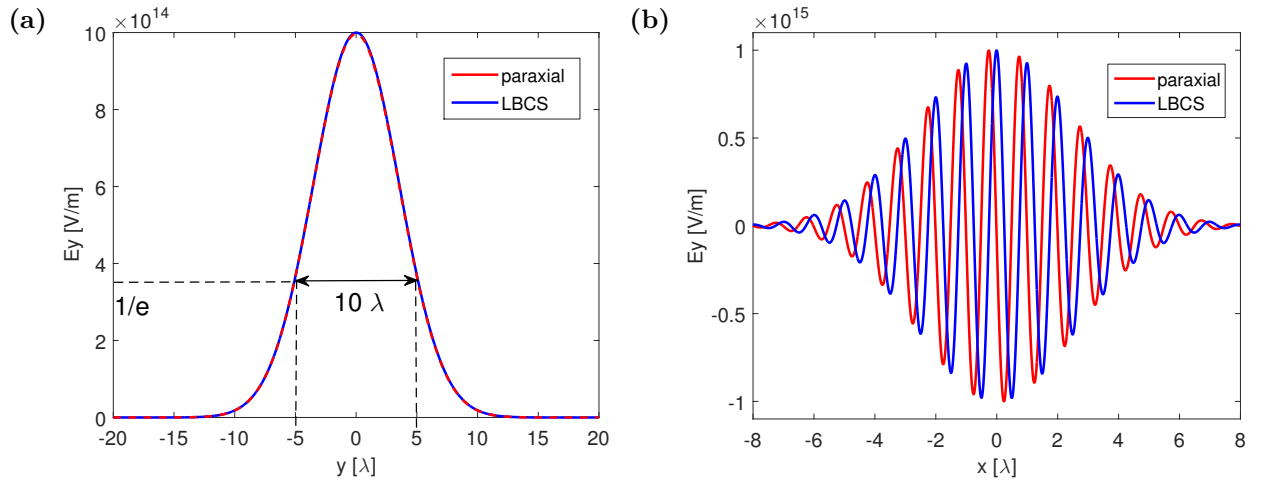 (a)
×10^14
10
8
6
4
2
0
Ey [V/m]
1/e
10 λ
paraxial
LBCS
-20 -15 -10 -5 0 5 10 15 20
y [λ]
(b)
×10^15
1
0.5
0
-0.5
-1
Ey [V/m]
paraxial
LBCS
-8 -6 -4 -2 0 2 4 6 8
x [λ]